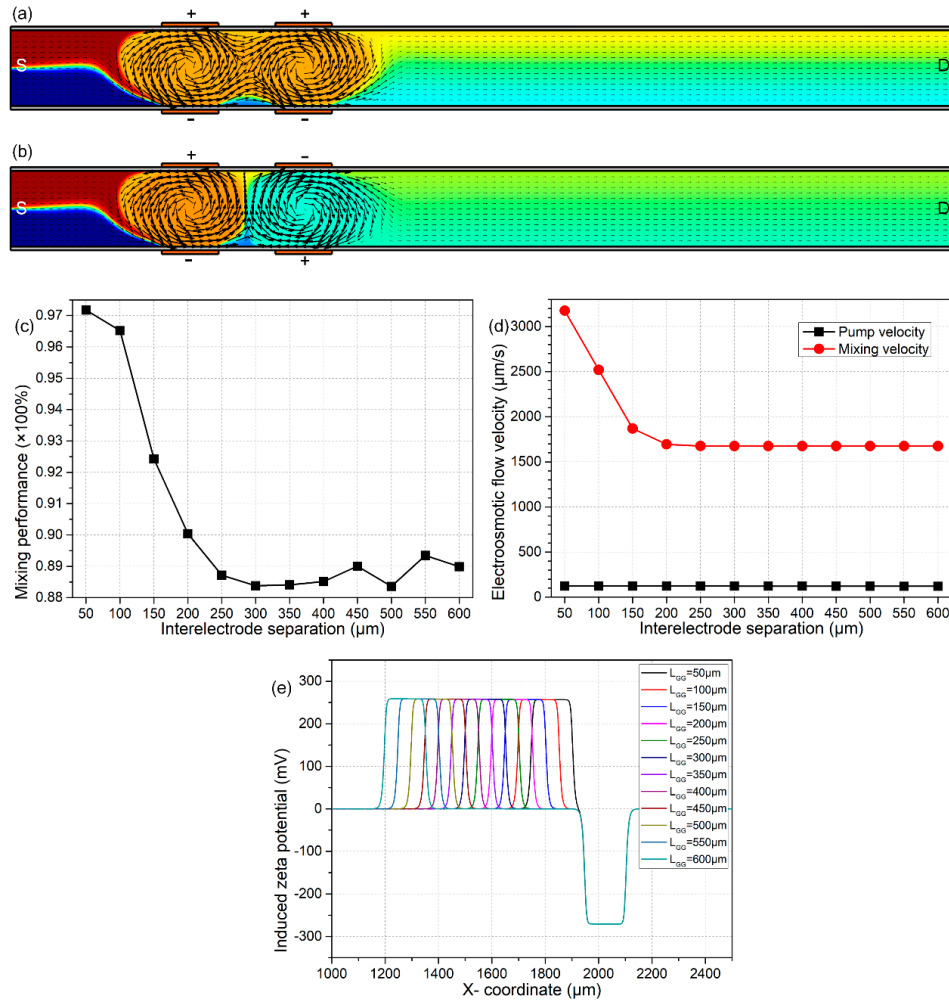 (a)
+ +
S D
- -
(b)
+ -
S D
- +
(c)
Mixing performance (×100%)
0.97
0.96
0.95
0.94
0.93
0.92
0.91
0.90
0.89
0.88
50 100 150 200 250 300 350 400 450 500 550 600
Interelectrode separation (µm)
(d)
Electroosmotic flow velocity (µm/s)
3000
2500
2000
1500
1000
500
0
Pump velocity
Mixing velocity
50 100 150 200 250 300 350 400 450 500 550 600
Interelectrode separation (µm)
(e)
Induced zeta potential (mV)
300
200
100
0
-100
-200
-300
L_GG=50µm
L_GG=100µm
L_GG=150µm
L_GG=200µm
L_GG=250µm
L_GG=300µm
L_GG=350µm
L_GG=400µm
L_GG=450µm
L_GG=500µm
L_GG=550µm
L_GG=600µm
1000 1200 1400 1600 1800 2000 2200 2400
X- coordinate (µm)